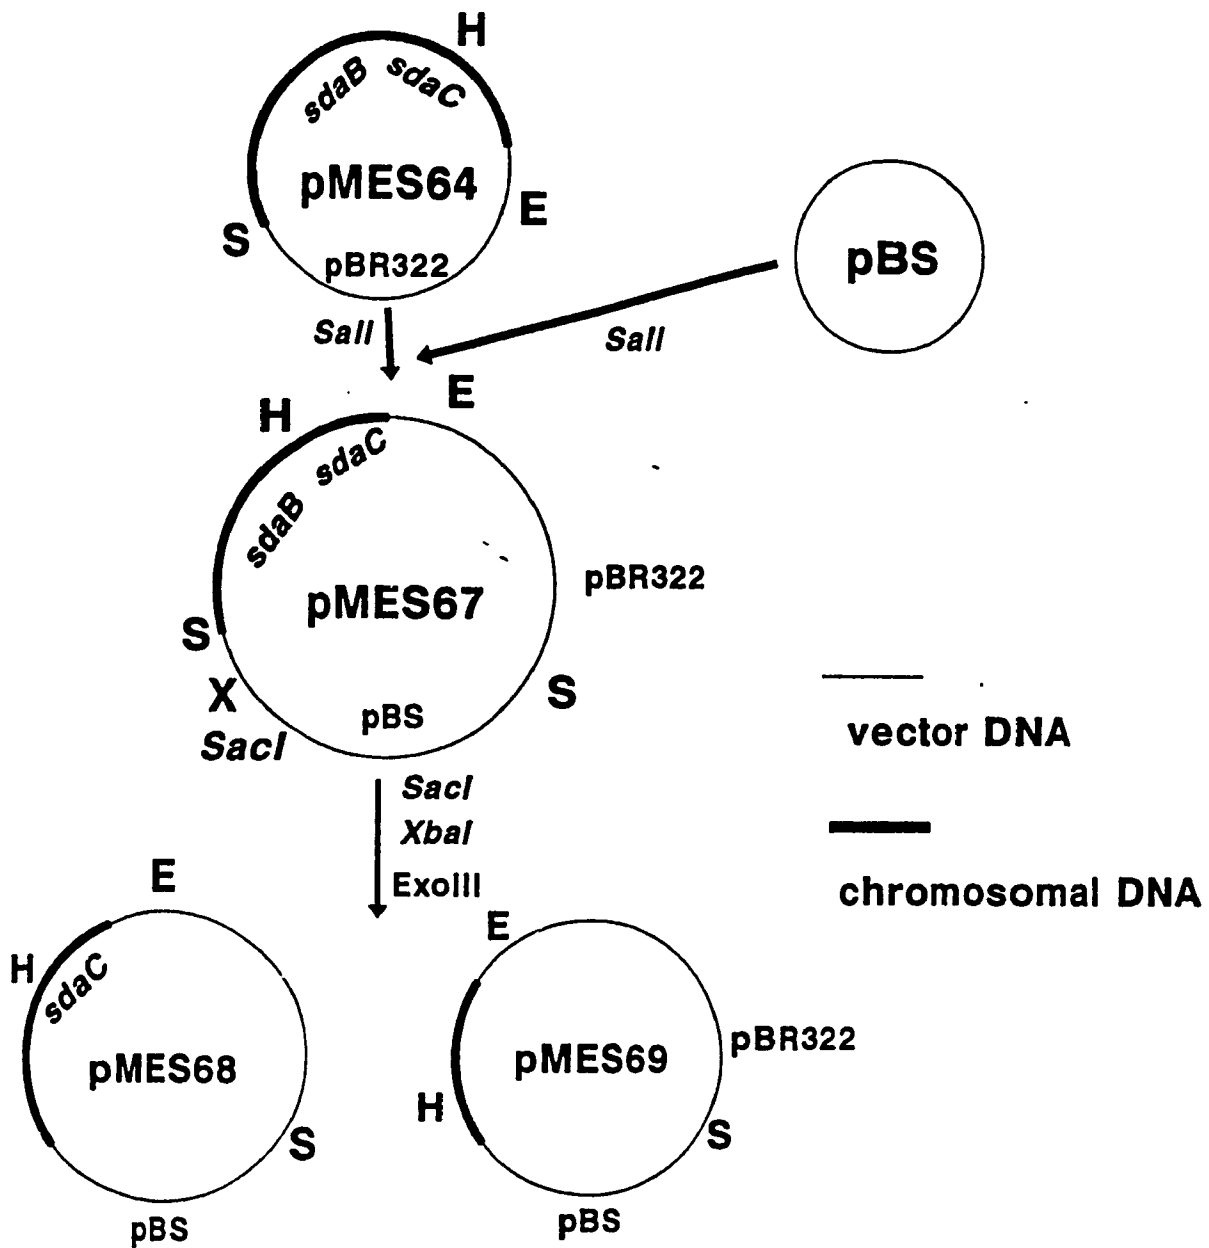 H
sdaB sdaC
pMES64
E
S
pBR322
pBS
SalI
SalI
E
H
sdaC
sdaB
pMES67
pBR322
S
X
S
pBS
SacI
vector DNA
SacI
XbaI
ExoIII
chromosomal DNA
E
E
H
sdaC
pMES68
pMES69
pBR322
H
S
S
pBS
pBS